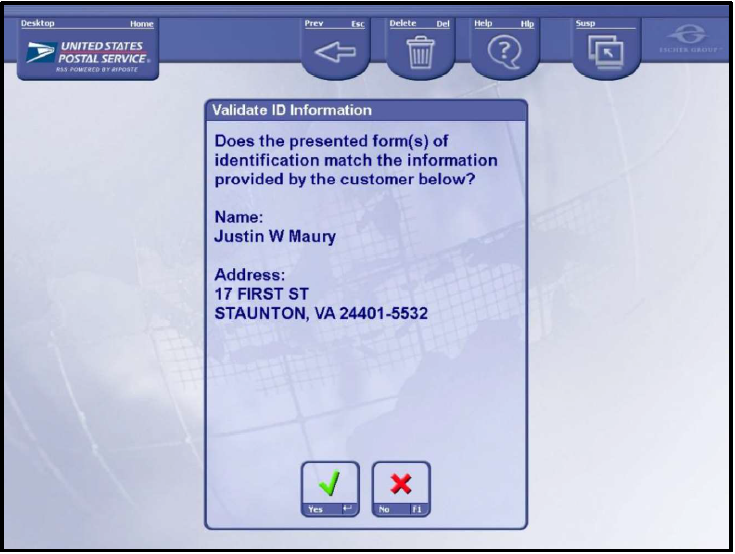 Desktop Home
Prev Esc
Delete Del
Help Hlp
Susp
UNITED STATES
POSTAL SERVICE®
RSS POWERED BY RIPOSTE
ESCHER GROUP
Validate ID Information
Does the presented form(s) of
identification match the information
provided by the customer below?
Name:
Justin W Maury
Address:
17 FIRST ST
STAUNTON, VA 24401-5532
Yes
No F1